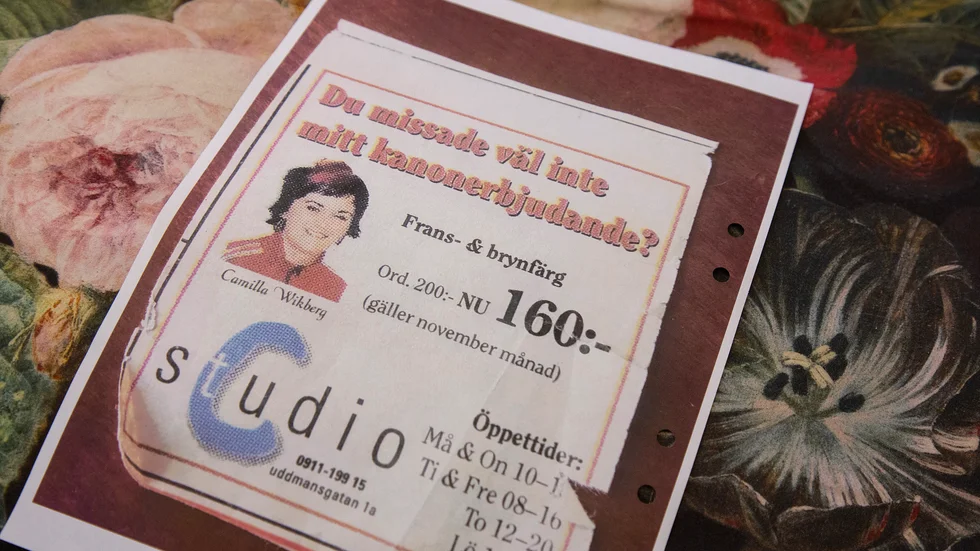 Du missade väl inte
mitt kanonerbjudande?
Camilla Wikberg
Frans- & brynfärg
Ord. 200:- NU 160:-
(gäller november månad)
stUdio
0911-199 15
uddmansgatan 1a
Öppettider:
Må & On 10–1
Ti & Fre 08–16
To 12–20